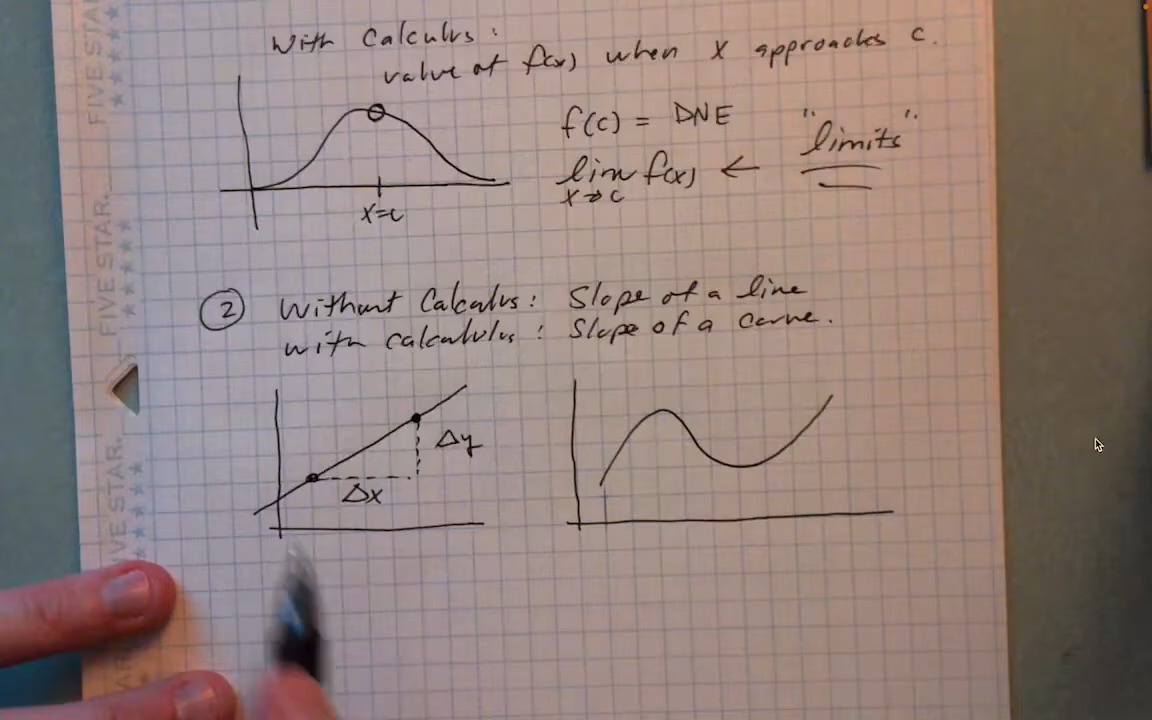 With Calculus:
value of f(x) when x approaches c.
f(c) = DNE
"limits"
lim f(x) ←
x→c
x=c
② Without Calculus: Slope of a line
with calculus: Slope of a curve.
Δy
Δx
FIVE STAR
FIVE STAR.
FIVE STAR.